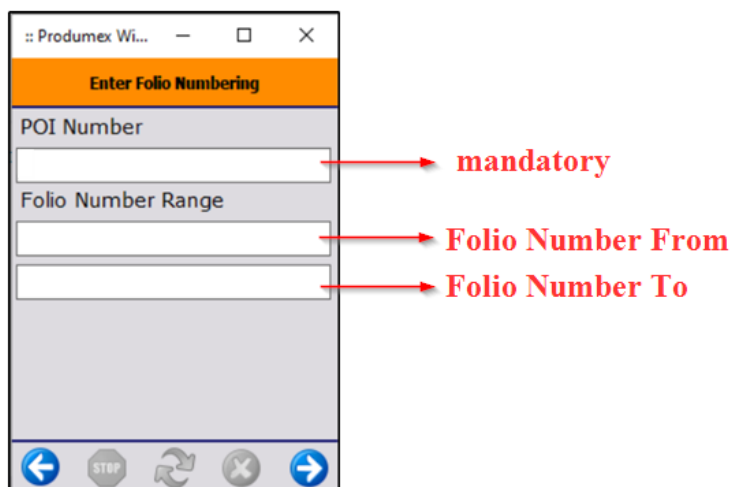 :: Produmex Wi...
Enter Folio Numbering
POI Number
mandatory
Folio Number Range
Folio Number From
Folio Number To
STOP